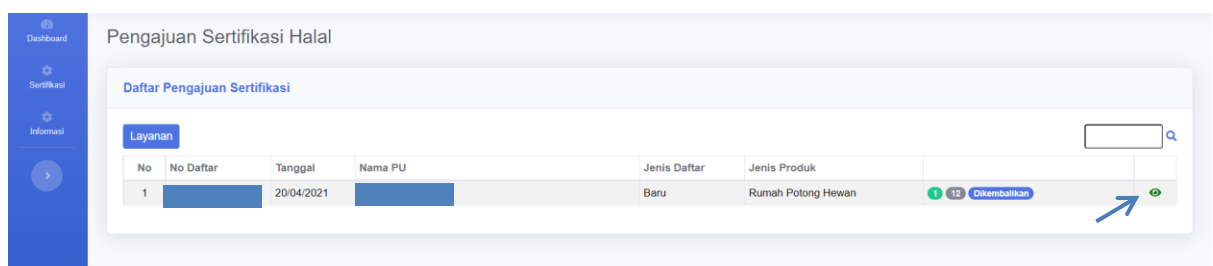 Dashboard
Sertifikasi
Informasi
Pengajuan Sertifikasi Halal
Daftar Pengajuan Sertifikasi
Layanan
No No Daftar Tanggal Nama PU Jenis Daftar Jenis Produk
1 20/04/2021 Baru Rumah Potong Hewan 1 12 Dikembalikan